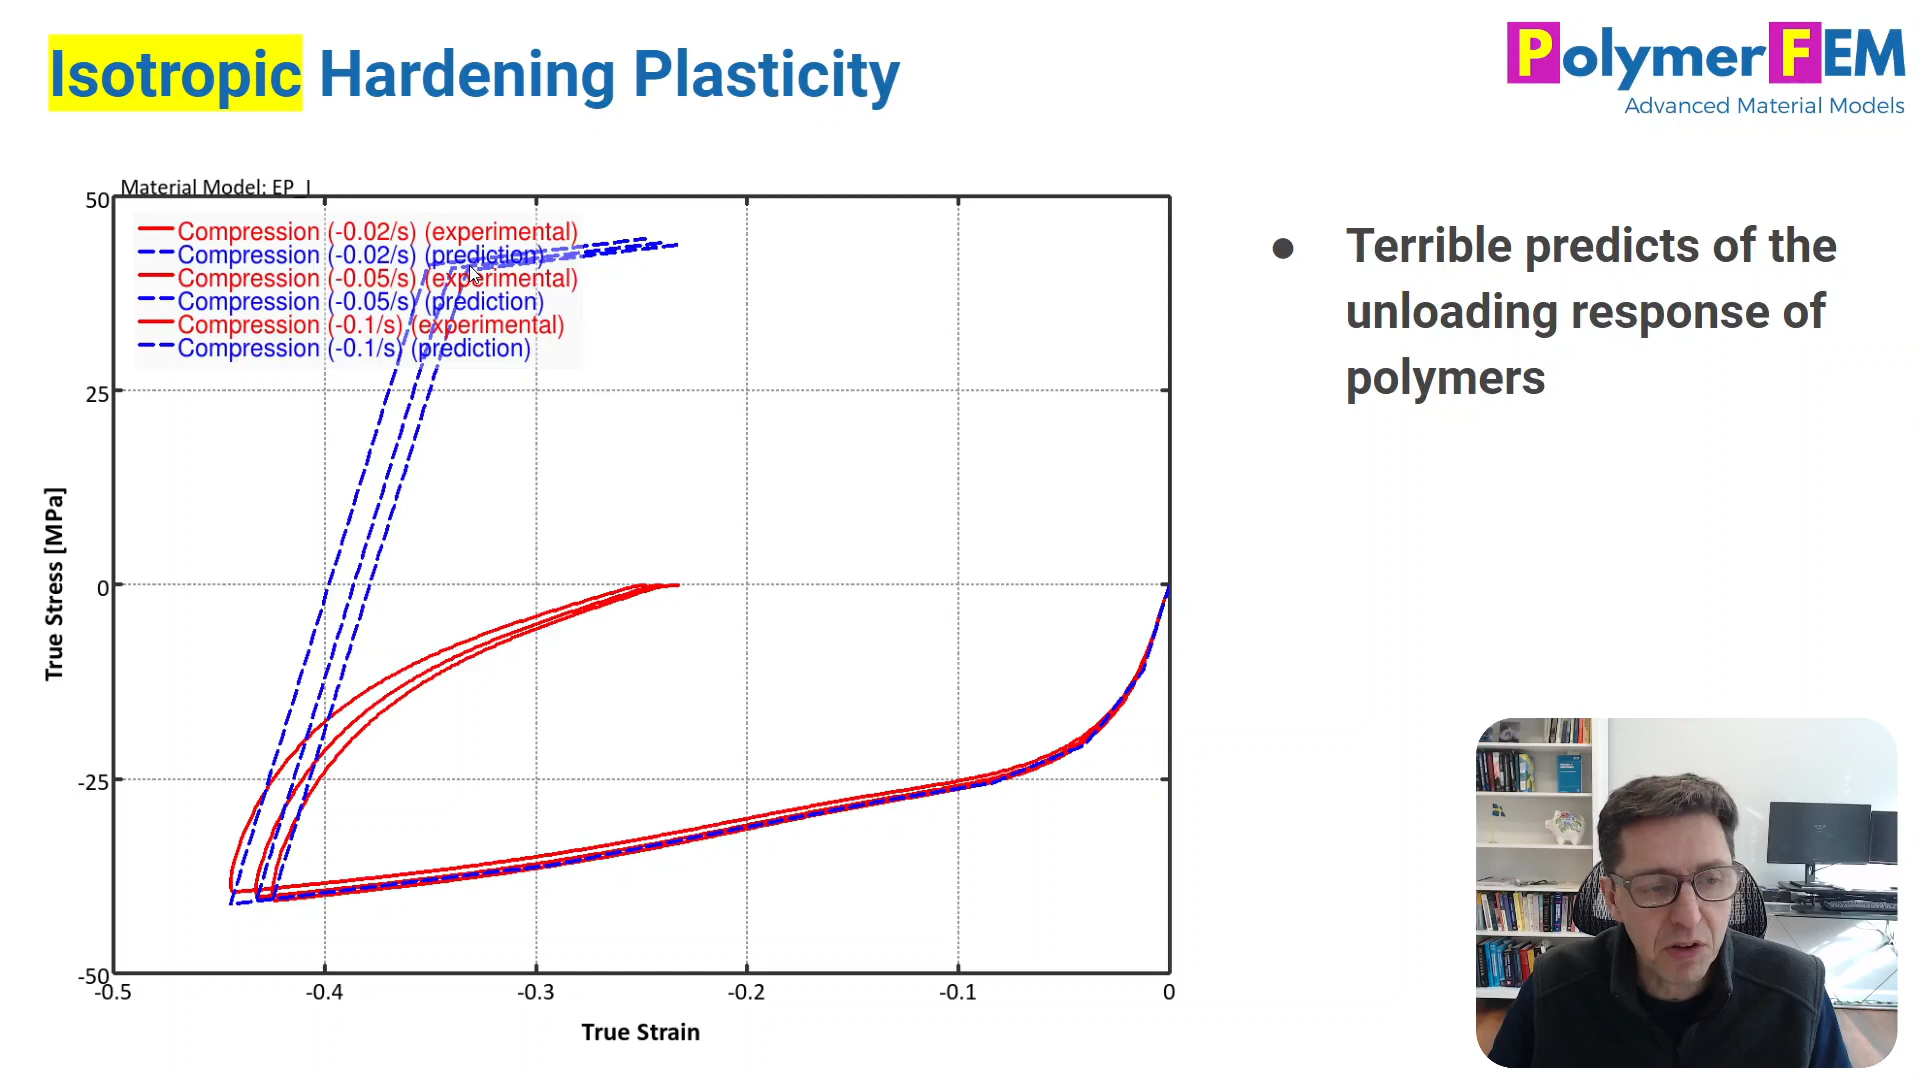 Isotropic Hardening Plasticity
PolymerFEM
Advanced Material Models
Material Model: EP_I
50
25
0
-25
-50
Compression (-0.02/s) (experimental)
Compression (-0.02/s) (prediction)
Compression (-0.05/s) (experimental)
Compression (-0.05/s) (prediction)
Compression (-0.1/s) (experimental)
Compression (-0.1/s) (prediction)
True Stress [MPa]
-0.5
-0.4
-0.3
-0.2
-0.1
0
True Strain
● Terrible predicts of the
unloading response of
polymers